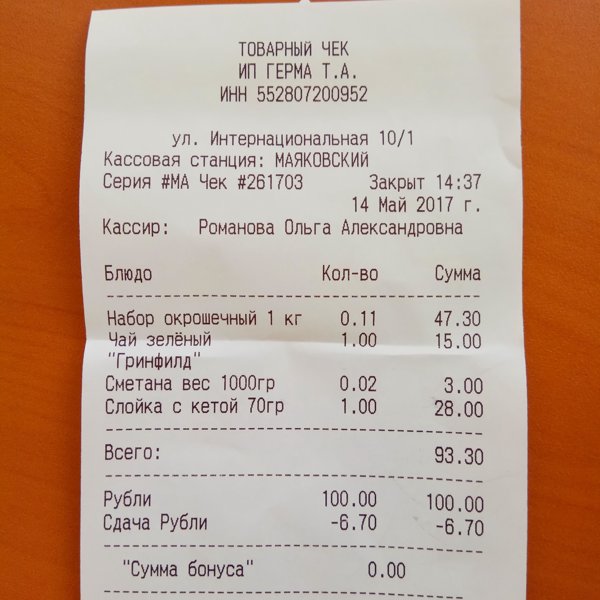 ТОВАРНЫЙ ЧЕК
ИП ГЕРМА Т.А.
ИНН 552807200952
ул. Интернациональная 10/1
Кассовая станция: МАЯКОВСКИЙ
Серия #МА Чек #261703 Закрыт 14:37
14 Май 2017 г.
Кассир: Романова Ольга Александровна
Блюдо Кол-во Сумма
Набор окрошечный 1 кг 0.11 47.30
Чай зелёный 1.00 15.00
"Гринфилд"
Сметана вес 1000гр 0.02 3.00
Слойка с кетой 70гр 1.00 28.00
Всего: 93.30
Рубли 100.00 100.00
Сдача Рубли -6.70 -6.70
"Сумма бонуса" 0.00